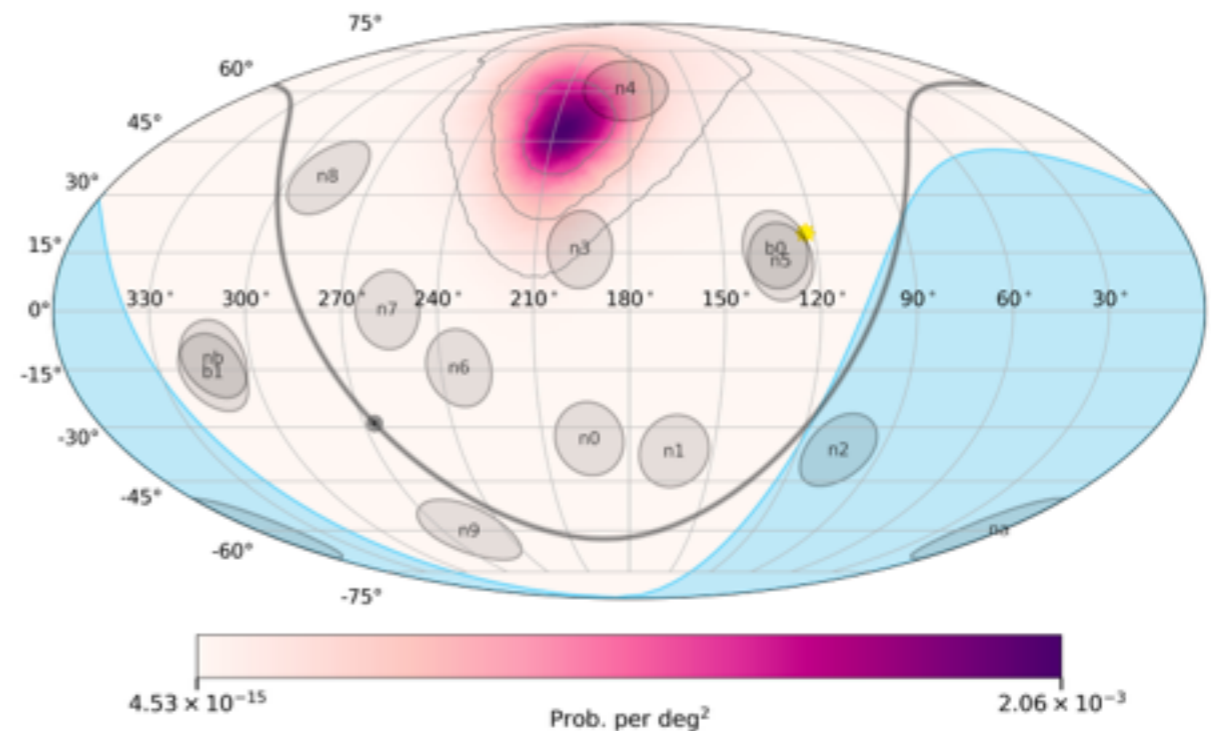 75°
60°
n4
45°
n8
30°
n3
b0
15°
n5
330° 300° 270° 240° 210° 180° 150° 120° 90° 60° 30°
0°
n7
nb
n6
b1
-15°
-30°
n0
n1
n2
-45°
n9
na
-60°
-75°
4.53 × 10⁻¹⁵
2.06 × 10⁻³
Prob. per deg²